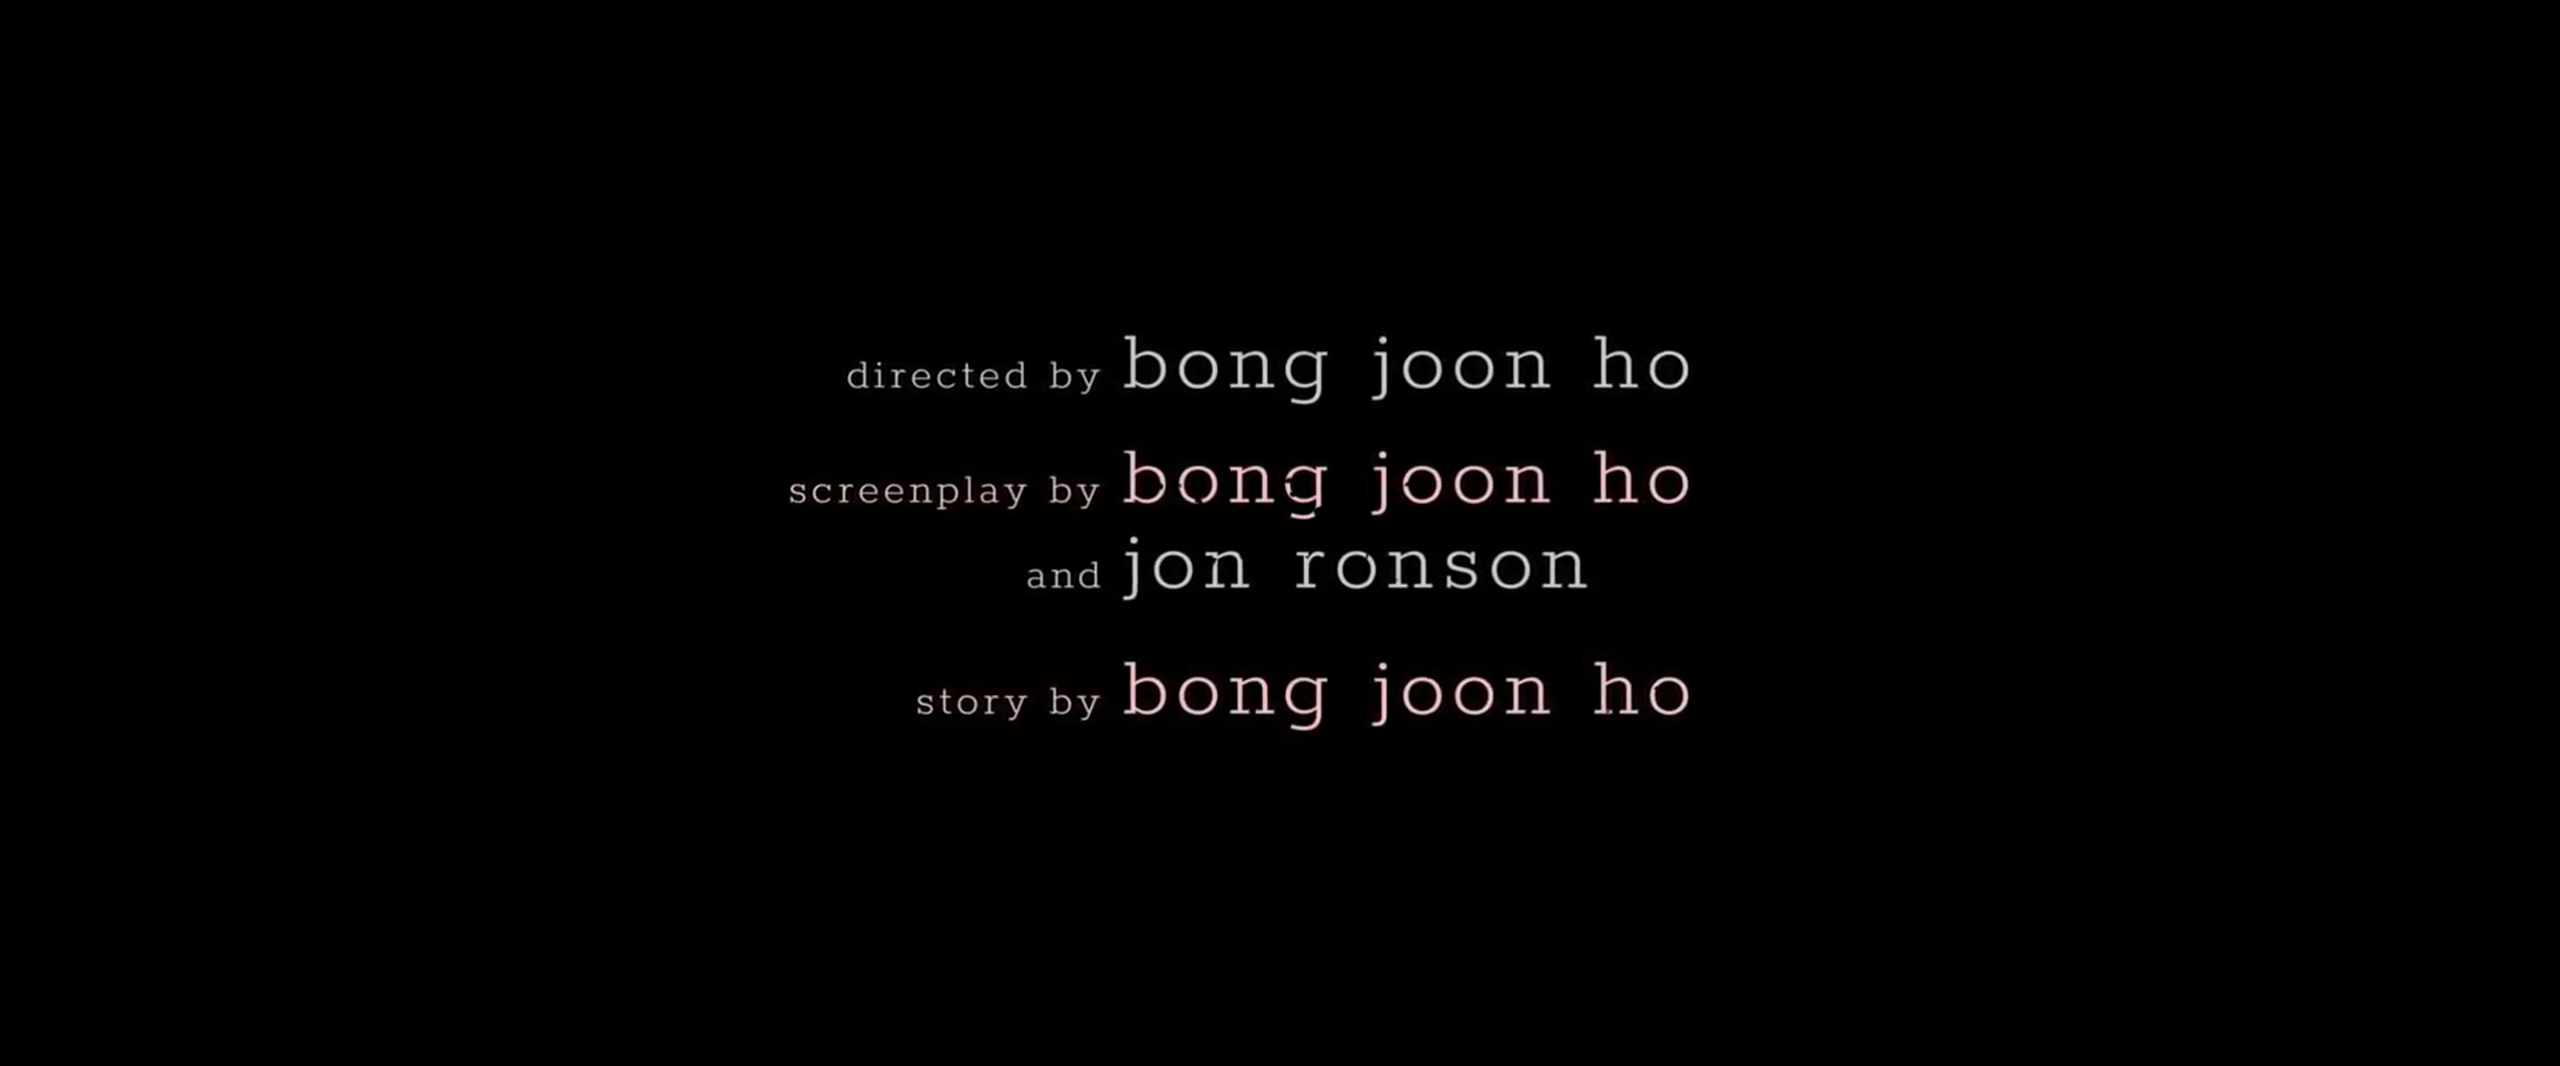 directed by bong joon ho
screenplay by bong joon ho
and jon ronson
story by bong joon ho